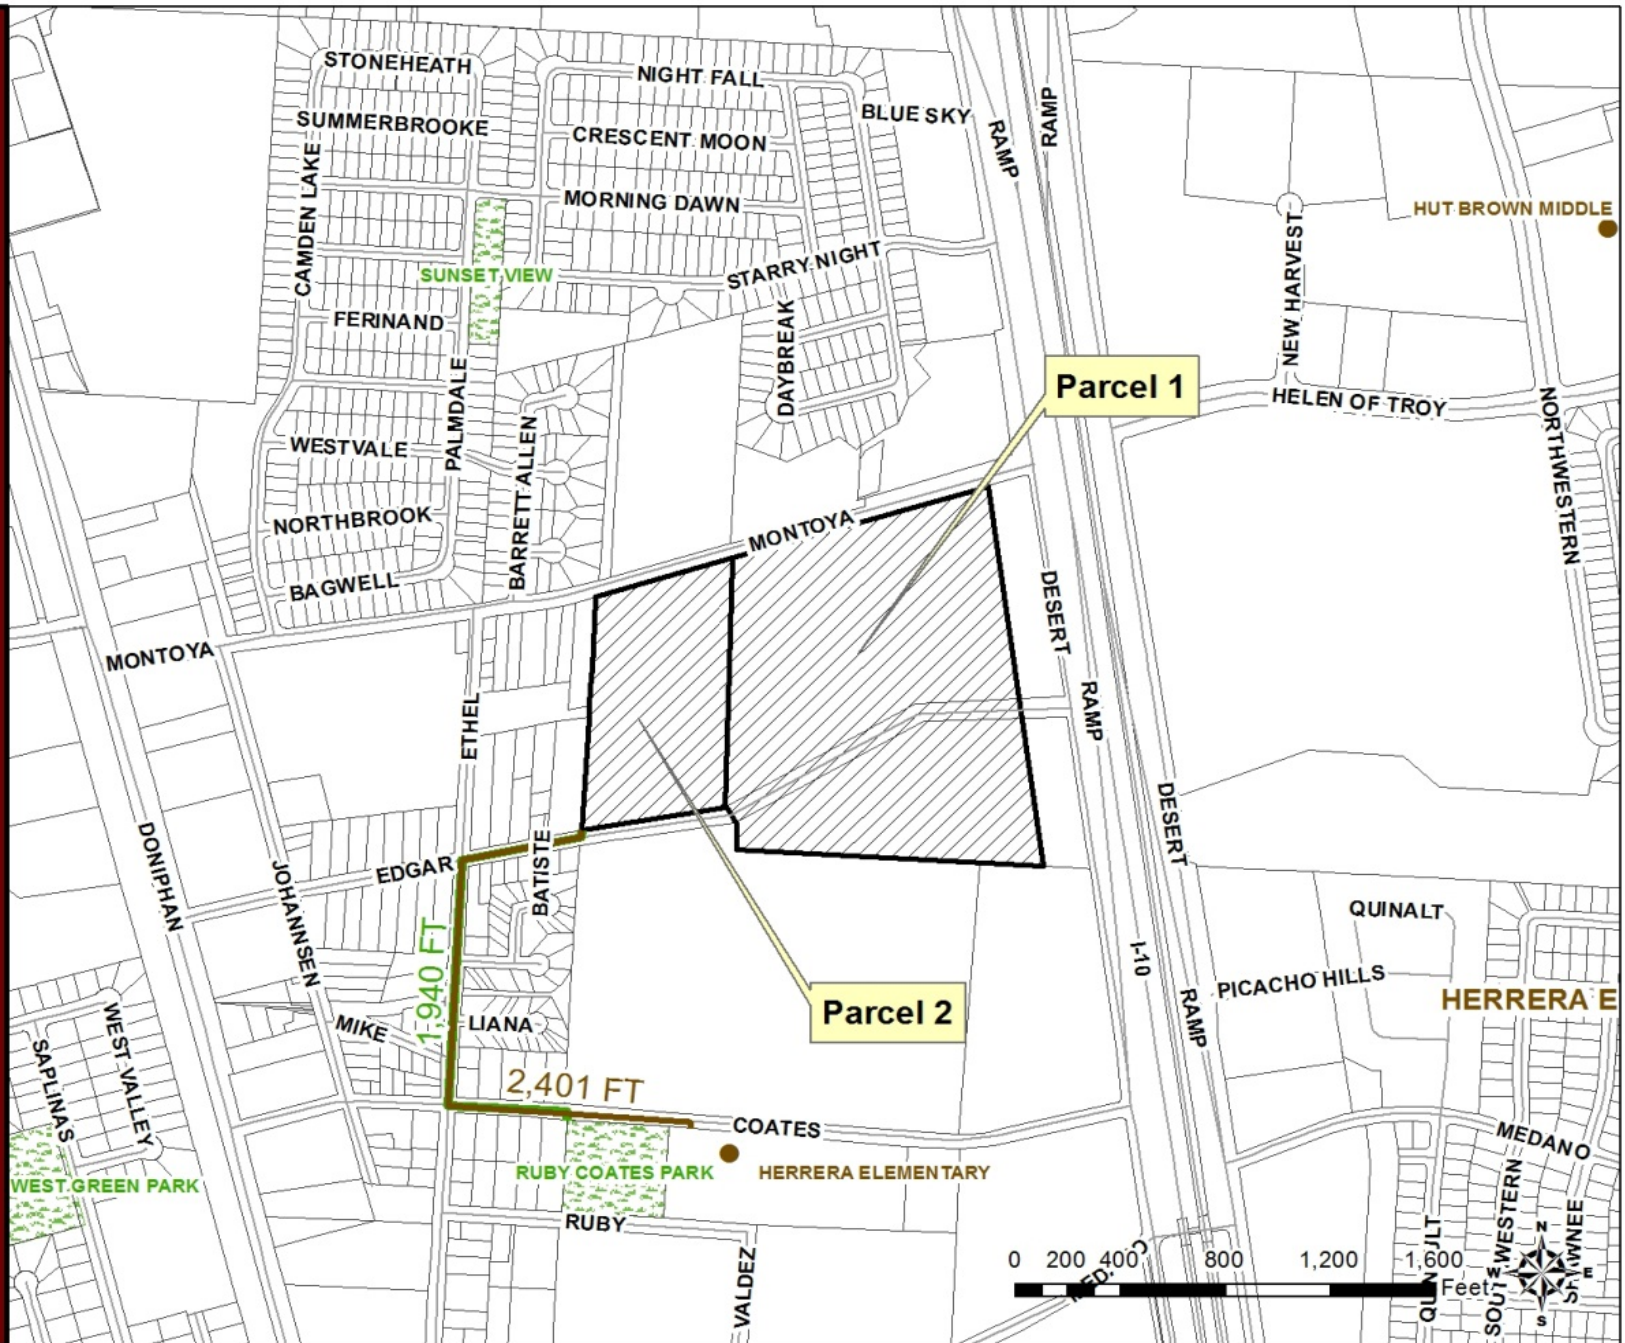 STONEHEATH
NIGHT FALL
BLUE SKY
RAMP
RAMP
SUMMERBROOKE
CRESCENT MOON
CAMDEN LAKE
MORNING DAWN
HUT BROWN MIDDLE
NEW HARVEST
SUNSET VIEW
STARRY NIGHT
FERINAND
DAYBREAK
PALMDALE
Parcel 1
HELEN OF TROY
NORTHWESTERN
WESTVALE
BARRETT ALLEN
NORTHBROOK
MONTOYA
BAGWELL
DESERT
MONTOYA
ETHEL
RAMP
DESERT
DONIPHAN
JOHANNSEN
EDGAR
BATISTE
QUINALT
1,940 FT
I-10
PICACHO HILLS
HERRERA E
Parcel 2
RAMP
WEST VALLEY
SAPLINAS
MIKE
LIANA
2,401 FT
COATES
MEDANO
WEST GREEN PARK
RUBY COATES PARK
HERRERA ELEMENTARY
RUBY
VALDEZ
SOUTHWESTERN
SHAWNEE
N
W
E
S
0 200 400 800 1,200 1,600
Feet